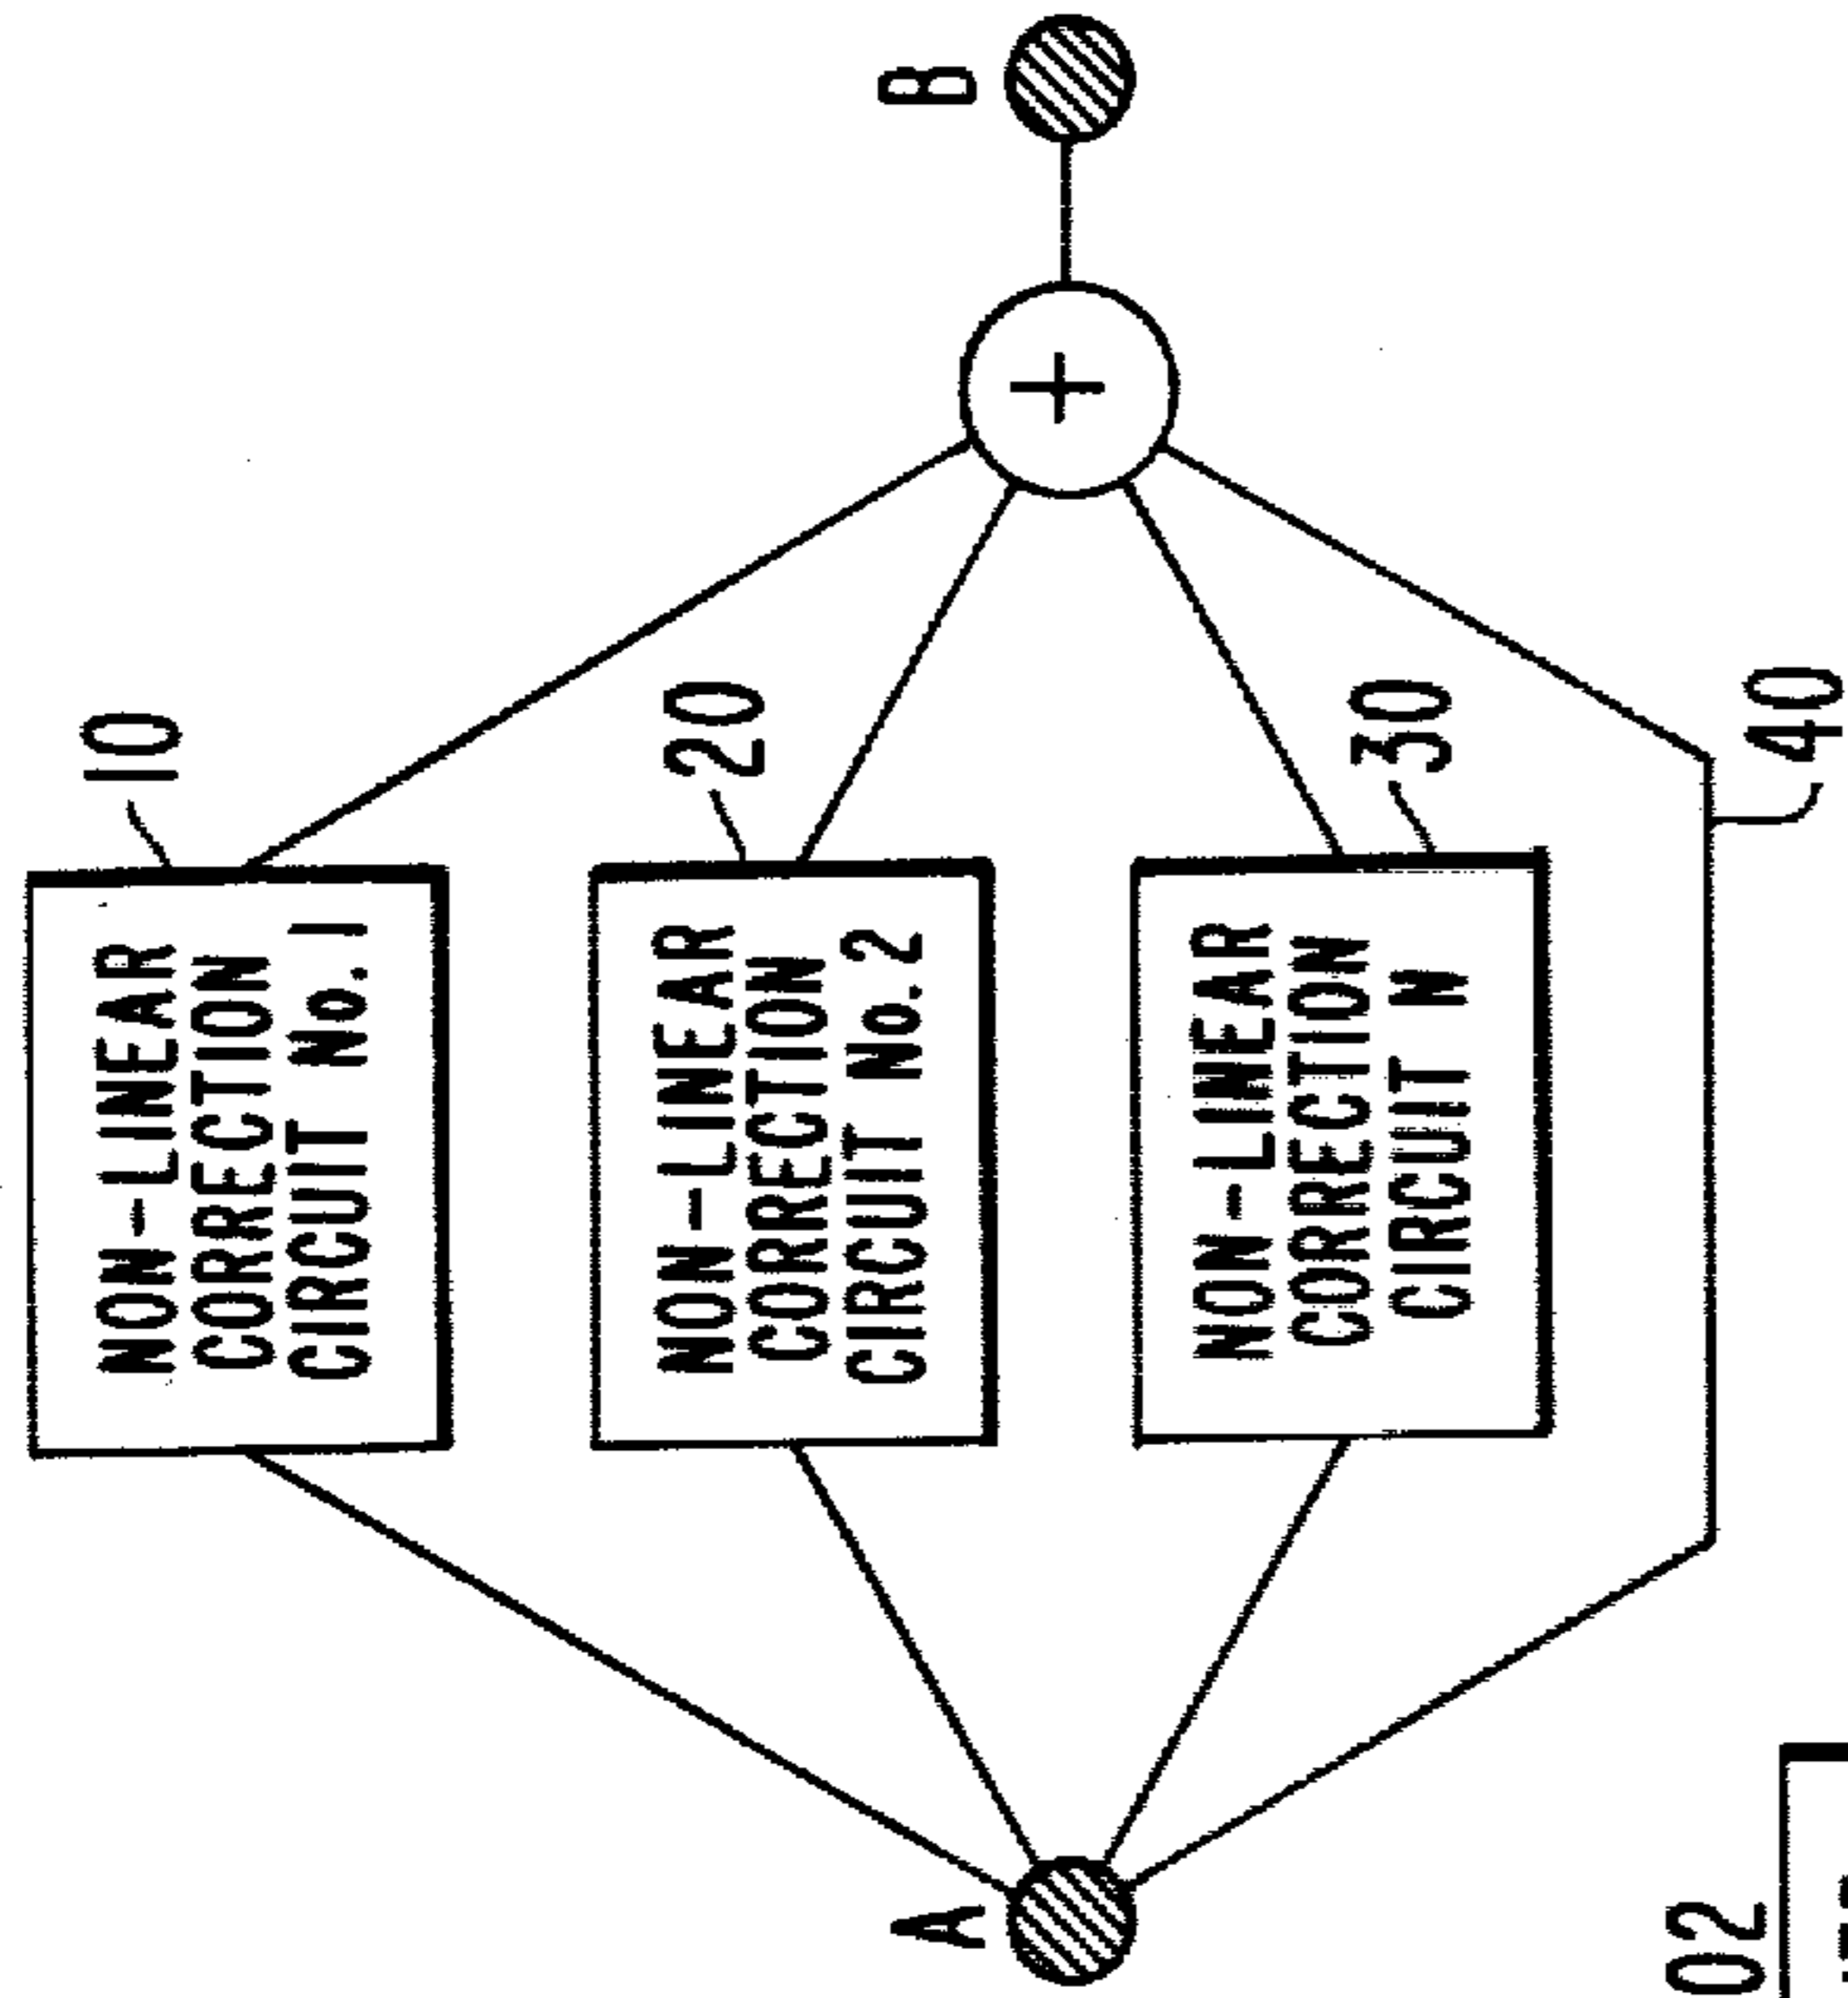 A
NON-LINEAR
CORRECTION
CIRCUIT No. 1
10
NON-LINEAR
CORRECTION
CIRCUIT No. 2
20
NON-LINEAR
CORRECTION
CIRCUIT N
30
40
+
B
02